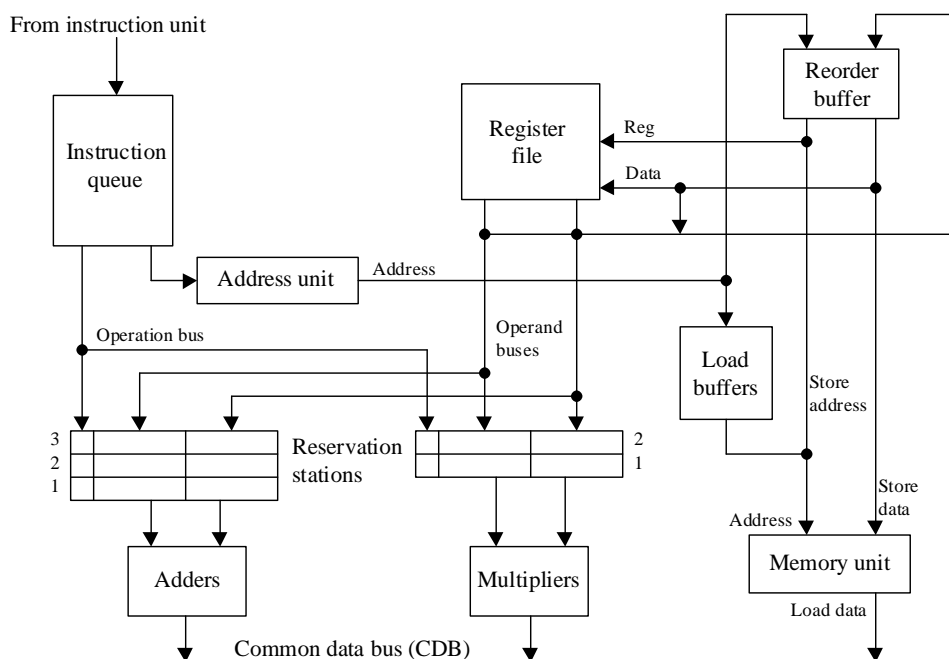 From instruction unit
Reorder
buffer
Instruction
queue
Register
file
Reg
Data
Address unit
Address
Operation bus
Operand
buses
Load
buffers
Store
address
3
2
1
Reservation
stations
2
1
Store
data
Address
Adders
Multipliers
Memory unit
Load data
Common data bus (CDB)